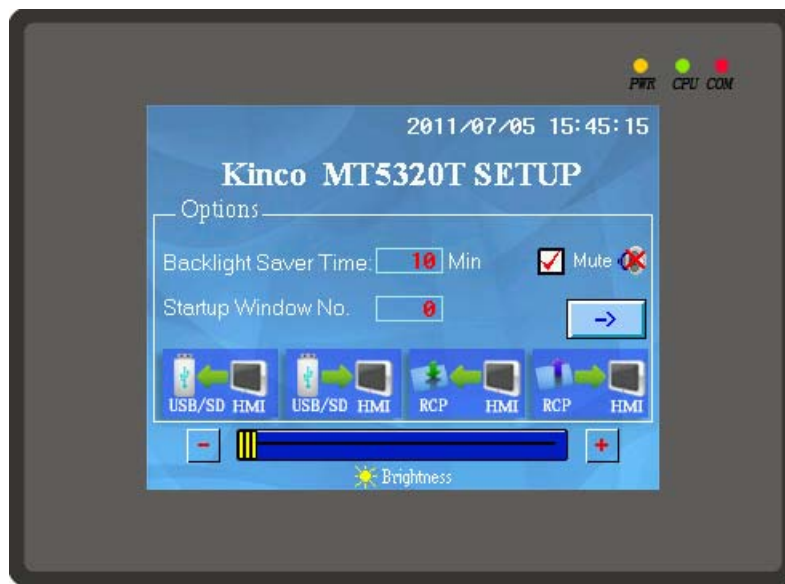 PWR CPU COM
2011/07/05 15:45:15
Kinco MT5320T SETUP
Options
Backlight Saver Time: 10 Min
Mute
Startup Window No. 0
->
USB/SD HMI
USB/SD HMI
RCP HMI
RCP HMI
- +
Brightness